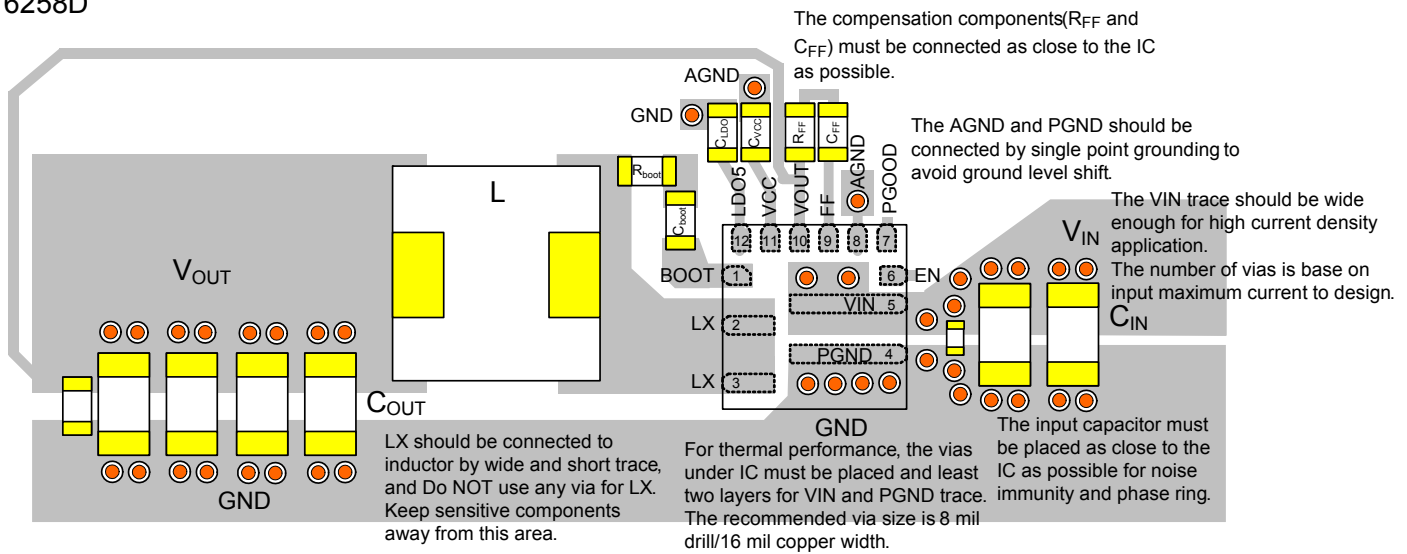 6258D
The compensation components(RFF and
CFF) must be connected as close to the IC
as possible.
AGND
GND
CLDO
CVCC
RFF
CFF
The AGND and PGND should be
connected by single point grounding to
avoid ground level shift.
Rboot
Cboot
LDO5
VCC
VOUT
FF
AGND
PGOOD
L
The VIN trace should be wide
enough for high current density
application.
The number of vias is base on
input maximum current to design.
VIN
12
11
10
9
8
7
VOUT
BOOT
1
6
EN
VIN
5
CIN
LX
2
PGND
4
LX
3
COUT
GND
GND
LX should be connected to
inductor by wide and short trace,
and Do NOT use any via for LX.
Keep sensitive components
away from this area.
For thermal performance, the vias
under IC must be placed and least
two layers for VIN and PGND trace.
The recommended via size is 8 mil
drill/16 mil copper width.
The input capacitor must
be placed as close to the
IC as possible for noise
immunity and phase ring.